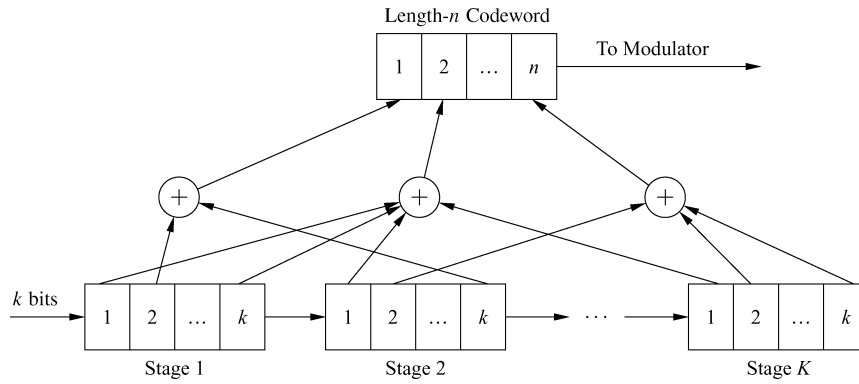 Length-n Codeword
1 2 ... n
To Modulator
+ + +
k bits
1 2 ... k
1 2 ... k
...
1 2 ... k
Stage 1
Stage 2
Stage K